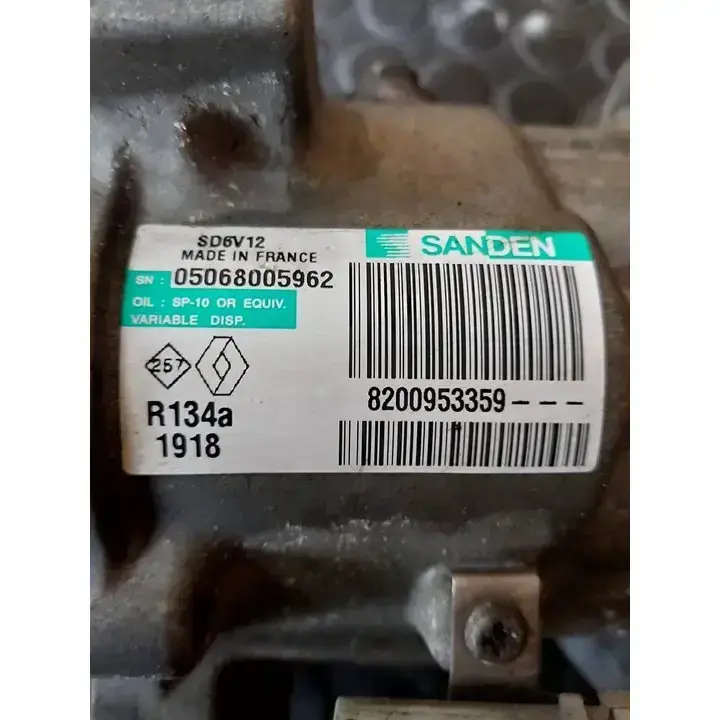 SD6V12
MADE IN FRANCE
SANDEN
SN : 05068005962
OIL : SP-10 OR EQUIV.
VARIABLE DISP.
257
R134a
1918
8200953359---